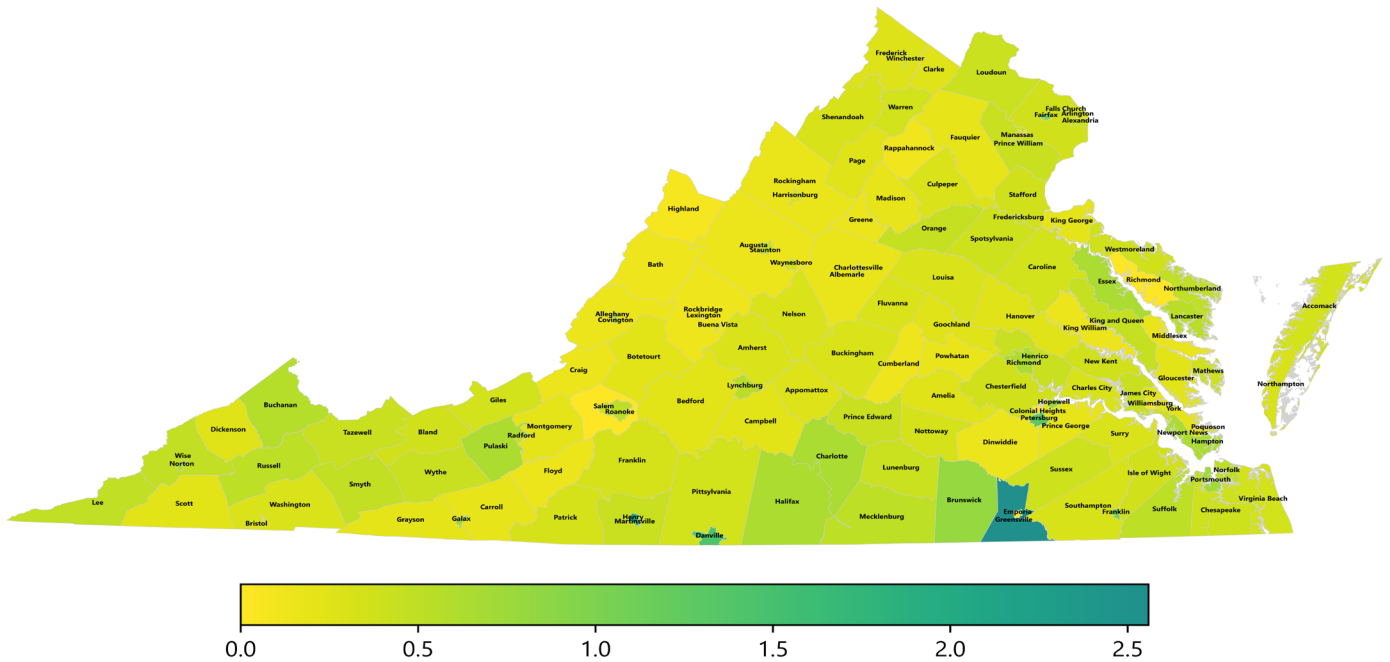 Frederick
Winchester
Clarke
Loudoun
Warren
Shenandoah
Falls Church
Fairfax
Arlington
Alexandria
Manassas
Prince William
Fauquier
Rappahannock
Page
Rockingham
Harrisonburg
Culpeper
Madison
Stafford
Highland
Greene
Fredericksburg
King George
Orange
Spotsylvania
Augusta
Staunton
Waynesboro
Westmoreland
Bath
Charlottesville
Albemarle
Caroline
Louisa
Essex
Richmond
Northumberland
Accomack
Fluvanna
Rockbridge
Lexington
Buena Vista
Nelson
Alleghany
Covington
Hanover
Goochland
King and Queen
King William
Lancaster
Middlesex
Amherst
Buckingham
Botetourt
Powhatan
Cumberland
Henrico
Richmond
New Kent
Craig
Mathews
Gloucester
Northampton
Lynchburg
Appomattox
Chesterfield
Charles City
James City
Williamsburg
York
Amelia
Bedford
Giles
Buchanan
Salem
Roanoke
Hopewell
Colonial Heights
Petersburg
Prince George
Prince Edward
Campbell
Montgomery
Radford
Pulaski
Dickenson
Tazewell
Bland
Nottoway
Surry
Poquoson
Newport News
Hampton
Dinwiddie
Wise
Norton
Russell
Charlotte
Franklin
Floyd
Wythe
Lunenburg
Sussex
Isle of Wight
Norfolk
Portsmouth
Smyth
Pittsylvania
Halifax
Brunswick
Virginia Beach
Lee
Scott
Washington
Carroll
Southampton
Suffolk
Chesapeake
Franklin
Emporia
Greensville
Mecklenburg
Patrick
Henry
Martinsville
Galax
Grayson
Bristol
Danville
0.0 0.5 1.0 1.5 2.0 2.5